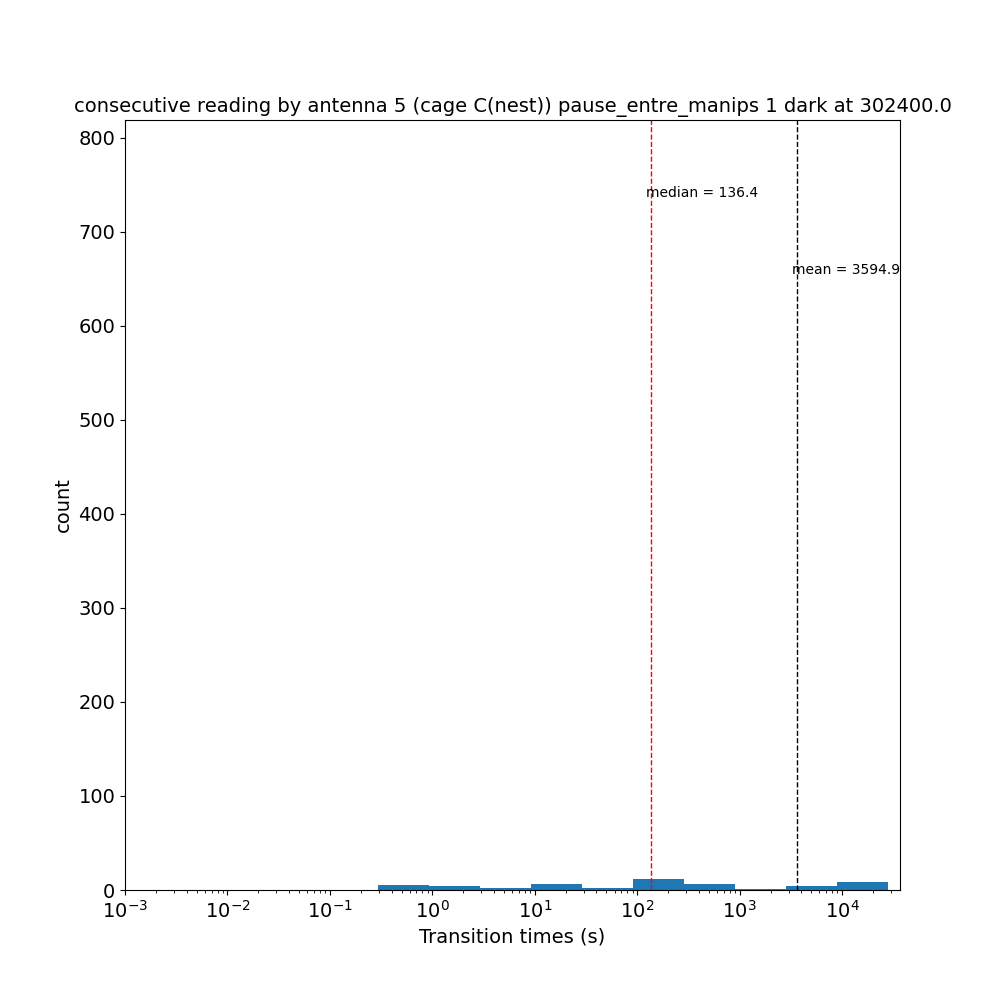 consecutive reading by antenna 5 (cage C(nest)) pause_entre_manips 1 dark at 302400.0
800
median = 136.4
700
mean = 3594.9
600
500
count
400
300
200
100
0
10⁻³ 10⁻² 10⁻¹ 10⁰ 10¹ 10² 10³ 10⁴
Transition times (s)